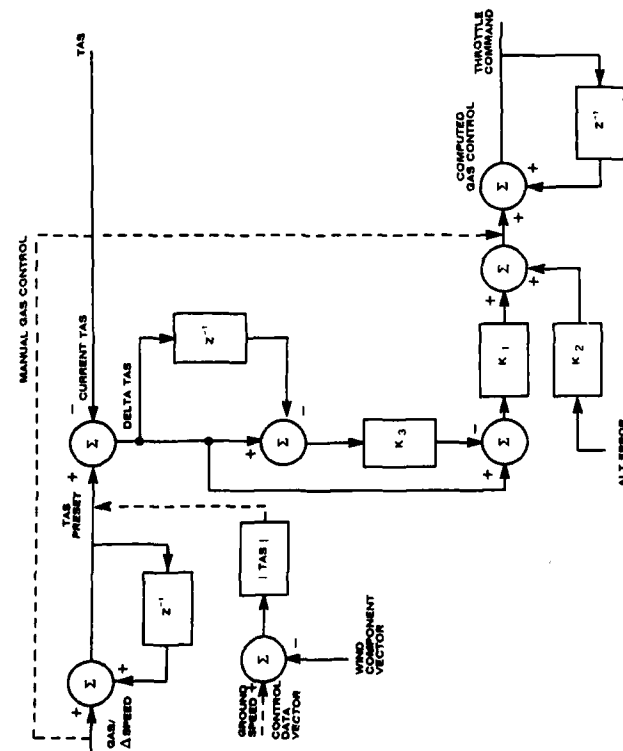 MANUAL GAS CONTROL
TAS
CURRENT TAS
-
Σ
+
TAS
PRESET
DELTA TAS
Z⁻¹
-
+
Σ
K 3
-
+
Σ
K 1
K 2
ALT ERROR
+
+
Σ
COMPUTED
GAS CONTROL
+
+
Σ
THROTTLE
COMMAND
Z⁻¹
Z⁻¹
+
+
Σ
GAS/
Δ SPEED
| TAS |
Σ
+
-
GROUND
SPEED
CONTROL
DATA
VECTOR
WIND
COMPONENT
VECTOR